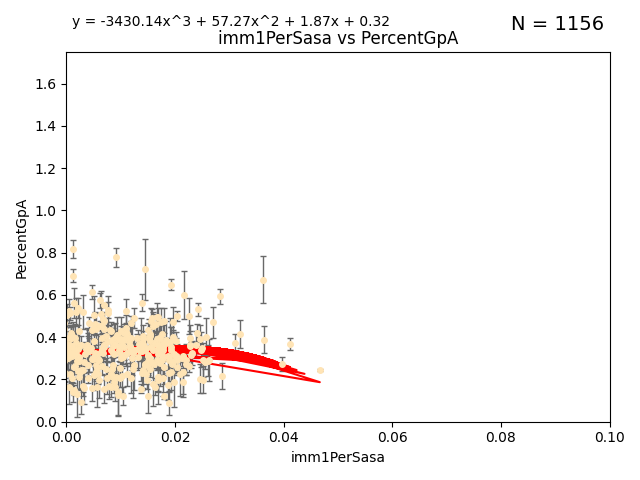 y = -3430.14x^3 + 57.27x^2 + 1.87x + 0.32
N = 1156
imm1PerSasa vs PercentGpA
PercentGpA
1.6
1.4
1.2
1.0
0.8
0.6
0.4
0.2
0.0
0.00 0.02 0.04 0.06 0.08 0.10
imm1PerSasa